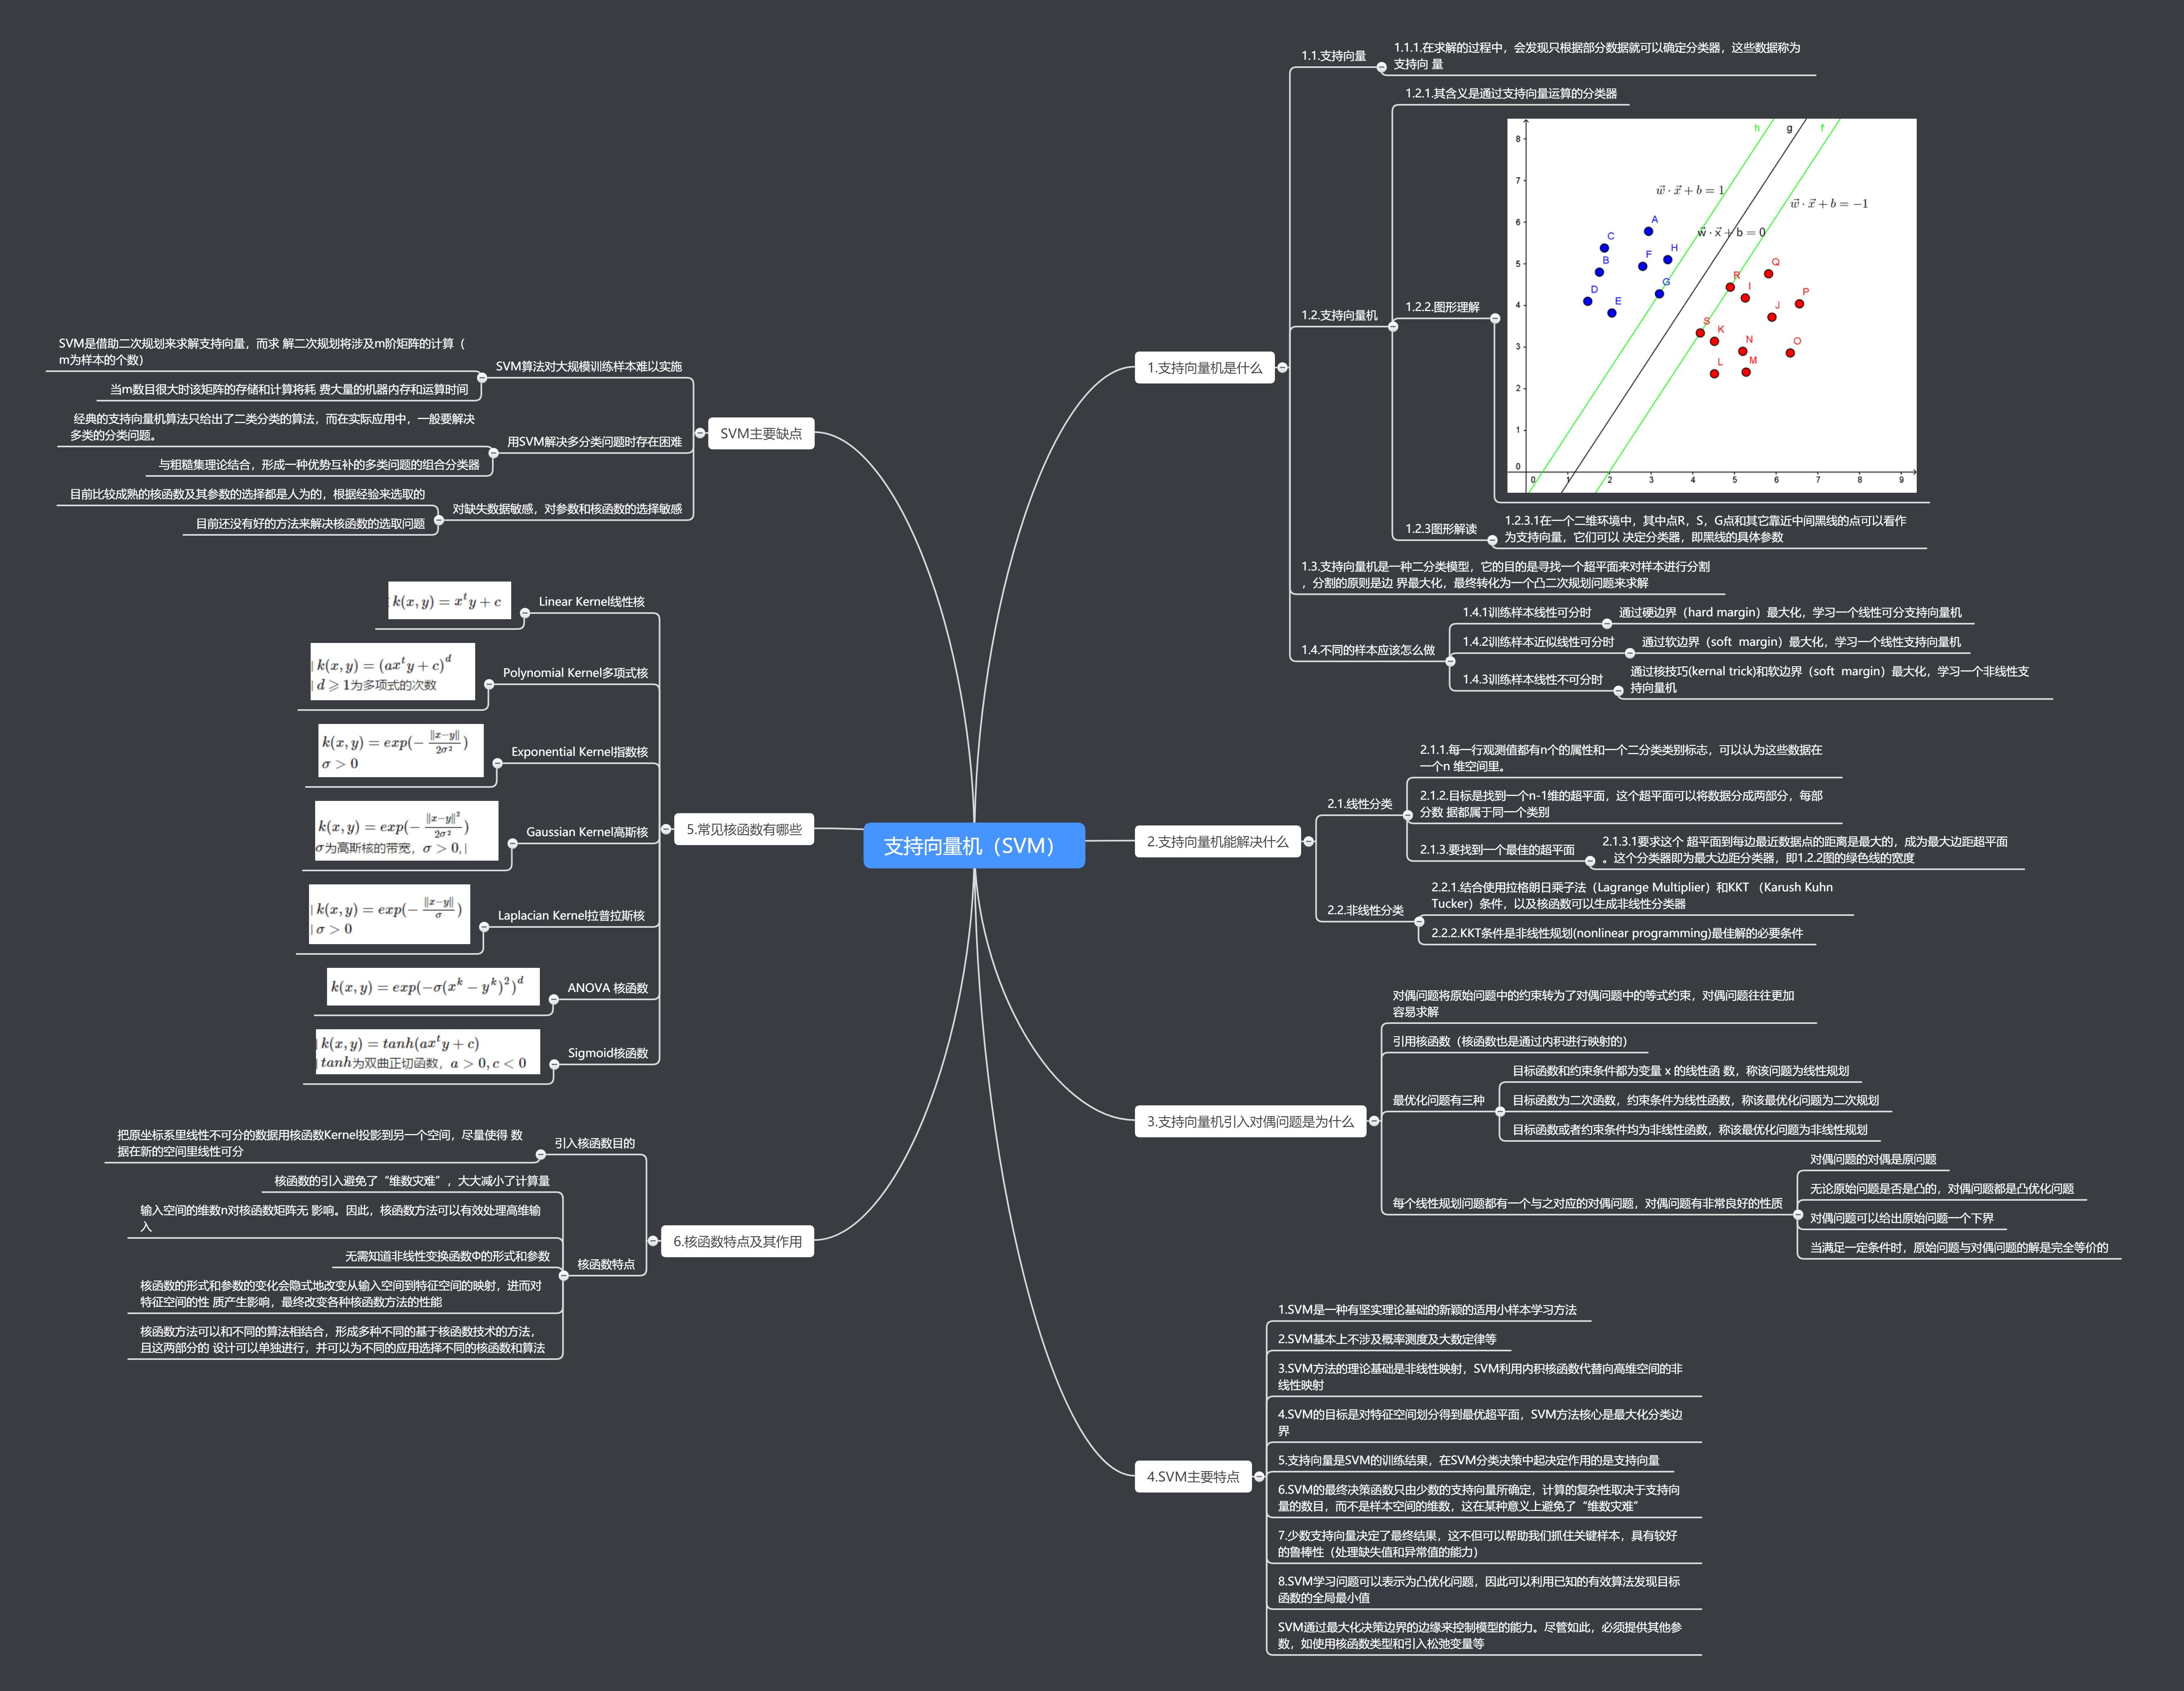 支持向量机（SVM）
1.支持向量机是什么
1.1.支持向量
1.1.1.在求解的过程中，会发现只根据部分数据就可以确定分类器，这些数据称为
支持向 量
1.2.支持向量机
1.2.1.其含义是通过支持向量运算的分类器
1.2.2.图形理解
h
g
f
8
7
6
5
4
3
2
1
0
0
1
2
3
4
5
6
7
8
9
w⃗ · x⃗ + b = 1
w⃗ · x⃗ + b = −1
w⃗ · x⃗ + b = 0
A
C
B
F
H
D
E
G
Q
R
I
P
J
S
K
N
O
L
M
1.2.3图形解读
1.2.3.1在一个二维环境中，其中点R，S，G点和其它靠近中间黑线的点可以看作
为支持向量，它们可以 决定分类器，即黑线的具体参数
1.3.支持向量机是一种二分类模型，它的目的是寻找一个超平面来对样本进行分割
，分割的原则是边 界最大化，最终转化为一个凸二次规划问题来求解
1.4.不同的样本应该怎么做
1.4.1训练样本线性可分时
通过硬边界（hard margin）最大化，学习一个线性可分支持向量机
1.4.2训练样本近似线性可分时
通过软边界（soft  margin）最大化，学习一个线性支持向量机
1.4.3训练样本线性不可分时
通过核技巧(kernal trick)和软边界（soft  margin）最大化，学习一个非线性支
持向量机
2.支持向量机能解决什么
2.1.线性分类
2.1.1.每一行观测值都有n个的属性和一个二分类类别标志，可以认为这些数据在
一个n 维空间里。
2.1.2.目标是找到一个n-1维的超平面，这个超平面可以将数据分成两部分，每部
分数 据都属于同一个类别
2.1.3.要找到一个最佳的超平面
2.1.3.1要求这个 超平面到每边最近数据点的距离是最大的，成为最大边距超平面
。这个分类器即为最大边距分类器，即1.2.2图的绿色线的宽度
2.2.非线性分类
2.2.1.结合使用拉格朗日乘子法（Lagrange Multiplier）和KKT （Karush Kuhn
Tucker）条件，以及核函数可以生成非线性分类器
2.2.2.KKT条件是非线性规划(nonlinear programming)最佳解的必要条件
3.支持向量机引入对偶问题是为什么
对偶问题将原始问题中的约束转为了对偶问题中的等式约束，对偶问题往往更加
容易求解
引用核函数（核函数也是通过内积进行映射的）
最优化问题有三种
目标函数和约束条件都为变量 x 的线性函 数，称该问题为线性规划
目标函数为二次函数，约束条件为线性函数，称该最优化问题为二次规划
目标函数或者约束条件均为非线性函数，称该最优化问题为非线性规划
每个线性规划问题都有一个与之对应的对偶问题，对偶问题有非常良好的性质
对偶问题的对偶是原问题
无论原始问题是否是凸的，对偶问题都是凸优化问题
对偶问题可以给出原始问题一个下界
当满足一定条件时，原始问题与对偶问题的解是完全等价的
4.SVM主要特点
1.SVM是一种有坚实理论基础的新颖的适用小样本学习方法
2.SVM基本上不涉及概率测度及大数定律等
3.SVM方法的理论基础是非线性映射，SVM利用内积核函数代替向高维空间的非
线性映射
4.SVM的目标是对特征空间划分得到最优超平面，SVM方法核心是最大化分类边
界
5.支持向量是SVM的训练结果，在SVM分类决策中起决定作用的是支持向量
6.SVM的最终决策函数只由少数的支持向量所确定，计算的复杂性取决于支持向
量的数目，而不是样本空间的维数，这在某种意义上避免了“维数灾难”
7.少数支持向量决定了最终结果，这不但可以帮助我们抓住关键样本，具有较好
的鲁棒性（处理缺失值和异常值的能力）
8.SVM学习问题可以表示为凸优化问题，因此可以利用已知的有效算法发现目标
函数的全局最小值
SVM通过最大化决策边界的边缘来控制模型的能力。尽管如此，必须提供其他参
数，如使用核函数类型和引入松弛变量等
SVM主要缺点
SVM算法对大规模训练样本难以实施
SVM是借助二次规划来求解支持向量，而求 解二次规划将涉及m阶矩阵的计算（
m为样本的个数）
当m数目很大时该矩阵的存储和计算将耗 费大量的机器内存和运算时间
用SVM解决多分类问题时存在困难
经典的支持向量机算法只给出了二类分类的算法，而在实际应用中，一般要解决
多类的分类问题。
与粗糙集理论结合，形成一种优势互补的多类问题的组合分类器
对缺失数据敏感，对参数和核函数的选择敏感
目前比较成熟的核函数及其参数的选择都是人为的，根据经验来选取的
目前还没有好的方法来解决核函数的选取问题
5.常见核函数有哪些
Linear Kernel线性核
k(x, y) = x^t y + c
Polynomial Kernel多项式核
k(x, y) = (ax^t y + c)^d
d ⩾ 1为多项式的次数
Exponential Kernel指数核
k(x, y) = exp(− ‖x−y‖/2σ²)
σ > 0
Gaussian Kernel高斯核
k(x, y) = exp(− ‖x−y‖²/2σ²)
σ为高斯核的带宽，σ > 0,
Laplacian Kernel拉普拉斯核
k(x, y) = exp(− ‖x−y‖/σ)
σ > 0
ANOVA 核函数
k(x, y) = exp(−σ(x^k − y^k)²)^d
Sigmoid核函数
k(x, y) = tanh(ax^t y + c)
tanh为双曲正切函数，a > 0, c < 0
6.核函数特点及其作用
引入核函数目的
把原坐标系里线性不可分的数据用核函数Kernel投影到另一个空间，尽量使得 数
据在新的空间里线性可分
核函数特点
核函数的引入避免了“维数灾难”，大大减小了计算量
输入空间的维数n对核函数矩阵无 影响。因此，核函数方法可以有效处理高维输
入
无需知道非线性变换函数Φ的形式和参数
核函数的形式和参数的变化会隐式地改变从输入空间到特征空间的映射，进而对
特征空间的性 质产生影响，最终改变各种核函数方法的性能
核函数方法可以和不同的算法相结合，形成多种不同的基于核函数技术的方法，
且这两部分的 设计可以单独进行，并可以为不同的应用选择不同的核函数和算法